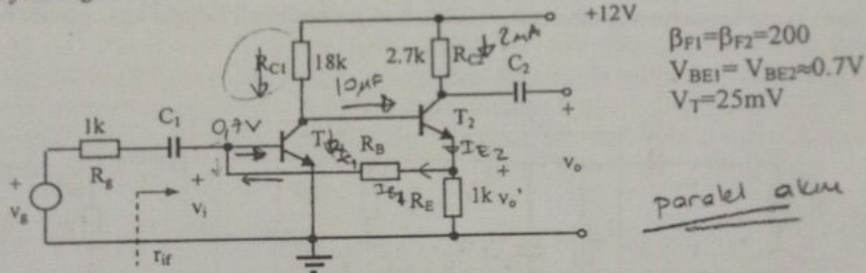 +12V
R_C1
18k
2.7k
R_C2
2mA
C_2
β_F1=β_F2=200
V_BE1= V_BE2≈0.7V
V_T=25mV
10μF
C_1
1k
R_g
0,7V
T_2
R_B
I_E2
+
v_o
+
v_g
+
v_i
R_E
1k
+
v_o'
r_if
paralel akım